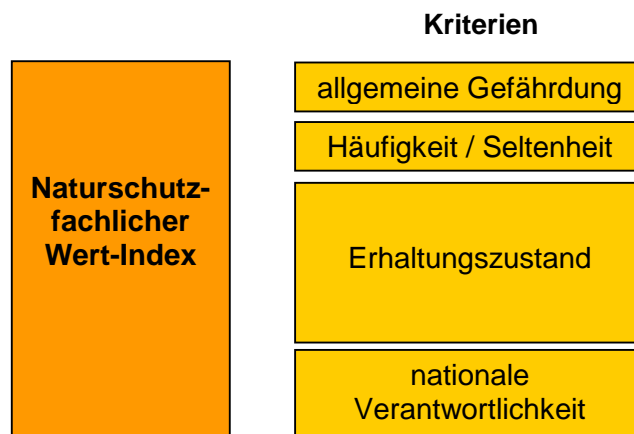 Kriterien
Naturschutz-
fachlicher
Wert-Index
allgemeine Gefährdung
Häufigkeit / Seltenheit
Erhaltungszustand
nationale
Verantwortlichkeit